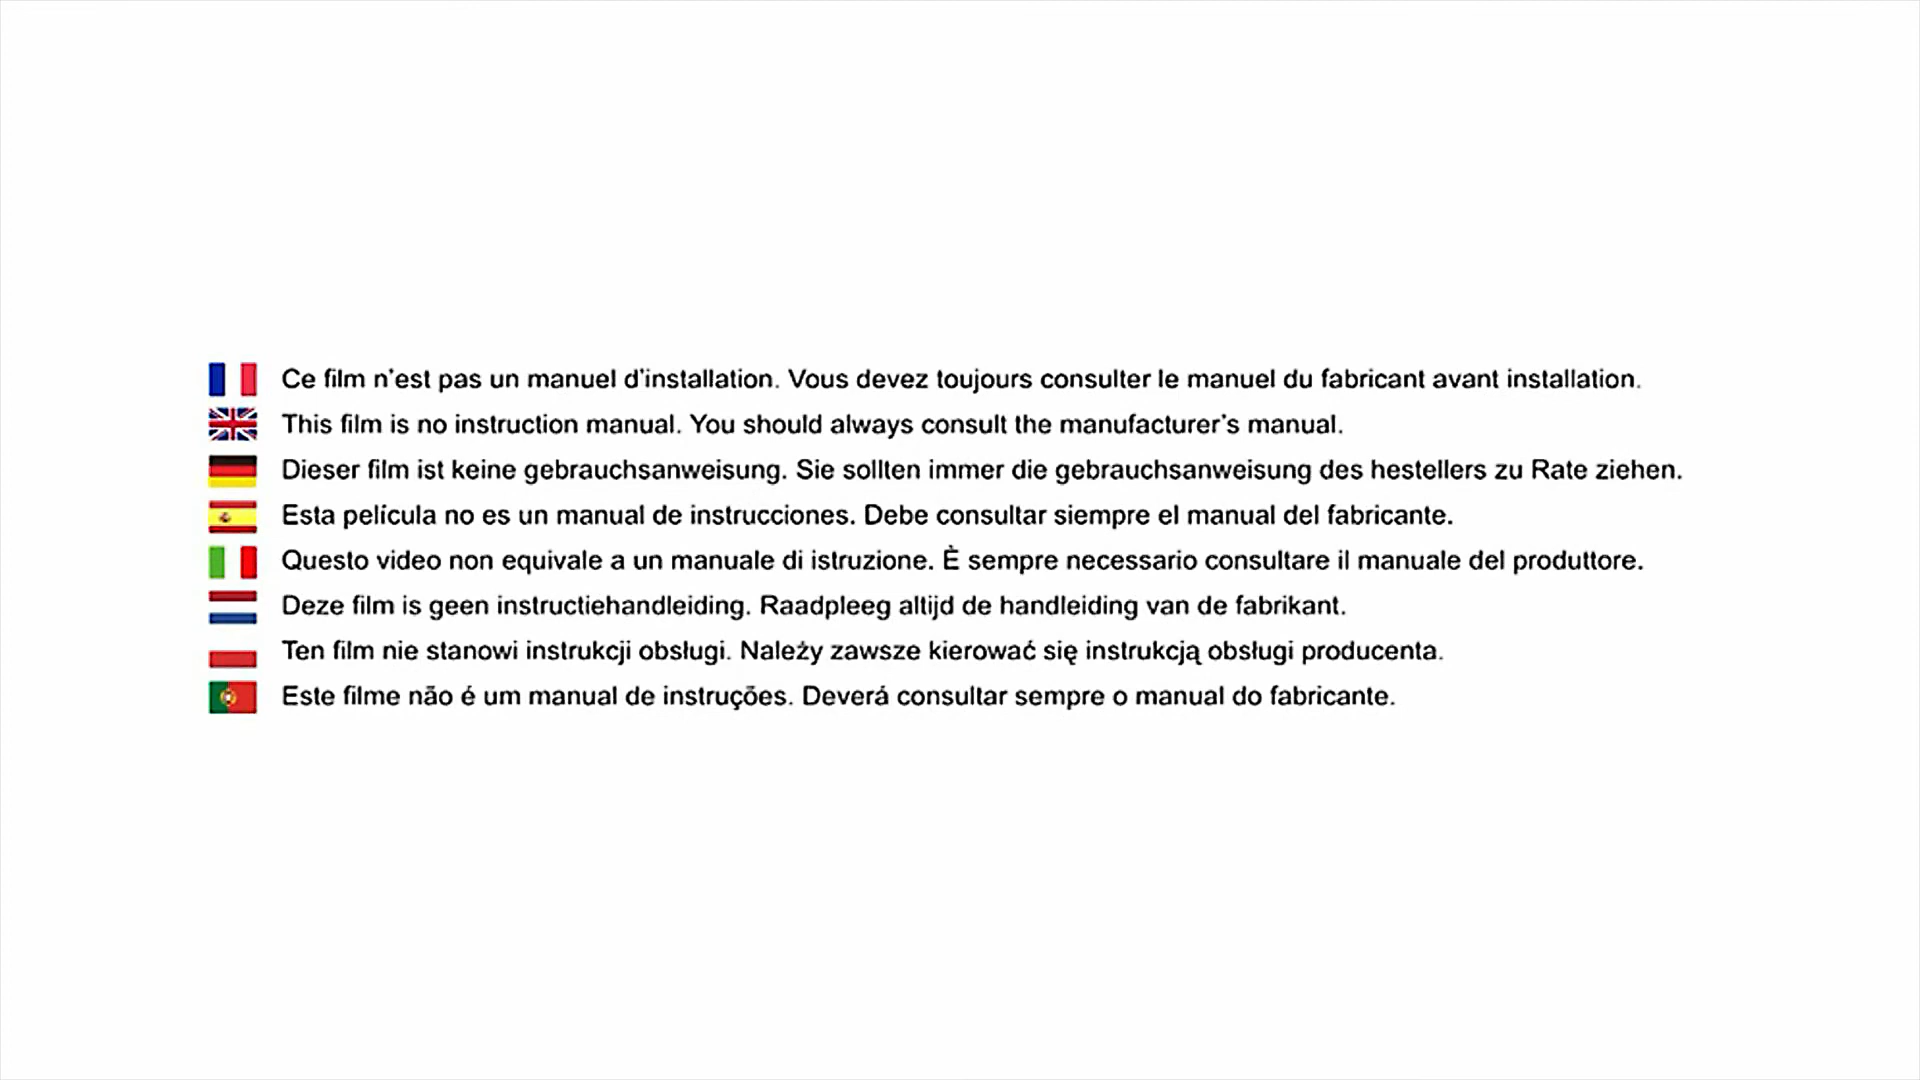 Ce film n'est pas un manuel d'installation. Vous devez toujours consulter le manuel du fabricant avant installation.
This film is no instruction manual. You should always consult the manufacturer's manual.
Dieser film ist keine gebrauchsanweisung. Sie sollten immer die gebrauchsanweisung des hestellers zu Rate ziehen.
Esta película no es un manual de instrucciones. Debe consultar siempre el manual del fabricante.
Questo video non equivale a un manuale di istruzione. È sempre necessario consultare il manuale del produttore.
Deze film is geen instructiehandleiding. Raadpleeg altijd de handleiding van de fabrikant.
Ten film nie stanowi instrukcji obsługi. Należy zawsze kierować się instrukcją obsługi producenta.
Este filme não é um manual de instruções. Deverá consultar sempre o manual do fabricante.